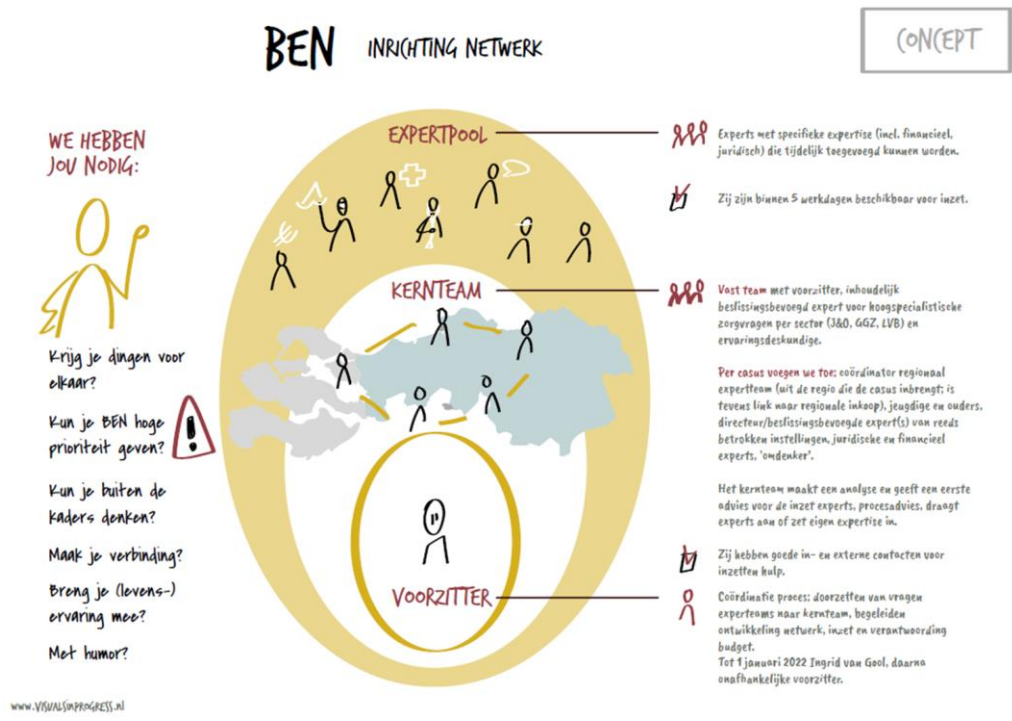 BEN INRICHTING NETWERK
CONCEPT
WE HEBBEN
JOU NODIG:
Krijg je dingen voor
elkaar?
Kun je BEN hoge
prioriteit geven?
!
Kun je buiten de
kaders denken?
Maak je verbinding?
Breng je (levens-)
ervaring mee?
Met humor?
www.VISUALSINPROGRESS.nl
EXPERTPOOL
KERNTEAM
VOORZITTER
Experts met specifieke expertise (incl. financieel,
juridisch) die tijdelijk toegevoegd kunnen worden.
Zij zijn binnen 5 werkdagen beschikbaar voor inzet.
Vast team met voorzitter, inhoudelijk
beslissingsbevoegd expert voor hoogspecialistische
zorgvragen per sector (J&O, GGZ, LVB) en
ervaringsdeskundige.
Per casus voegen we toe: coördinator regionaal
expertteam (uit de regio die de casus inbrengt; is
tevens link naar regionale inkoop), jeugdige en ouders,
directeur/beslissingsbevoegde expert(s) van reeds
betrokken instellingen, juridische en financieel
experts, 'omdenker'.
Het kernteam maakt een analyse en geeft een eerste
advies voor de inzet experts, procesadvies, draagt
experts aan of zet eigen expertise in.
Zij hebben goede in- en externe contacten voor
inzetten hulp.
Coördinatie proces: doorzetten van vragen
experteams naar kernteam, begeleiden
ontwikkeling netwerk, inzet en verantwoording
budget.
Tot 1 januari 2022 Ingrid van Gool, daarna
onafhankelijke voorzitter.